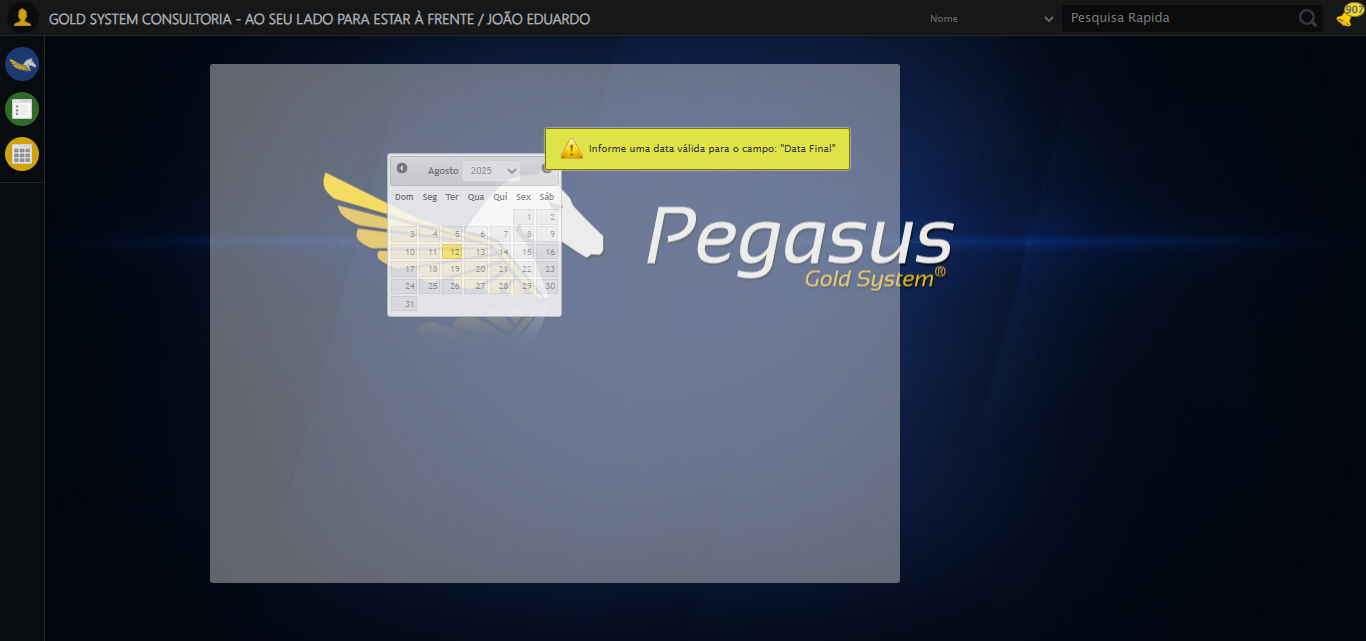 GOLD SYSTEM CONSULTORIA - AO SEU LADO PARA ESTAR À FRENTE / JOÃO EDUARDO
Nome
Pesquisa Rapida
907
Informe uma data válida para o campo: "Data Final"
Agosto 2025
Dom Seg Ter Qua Qui Sex Sáb
1 2
3 4 5 6 7 8 9
10 11 12 13 14 15 16
17 18 19 20 21 22 23
24 25 26 27 28 29 30
31
Pegasus
Gold System®